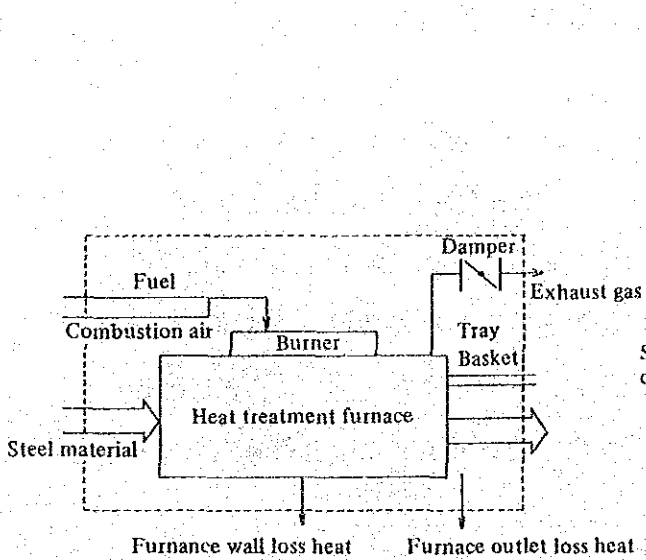 Damper
Fuel
Exhaust gas
Combustion air
Burner
Tray
Basket
Heat treatment furnace
Steel material
Furnance wall loss heat
Furnace outlet loss heat